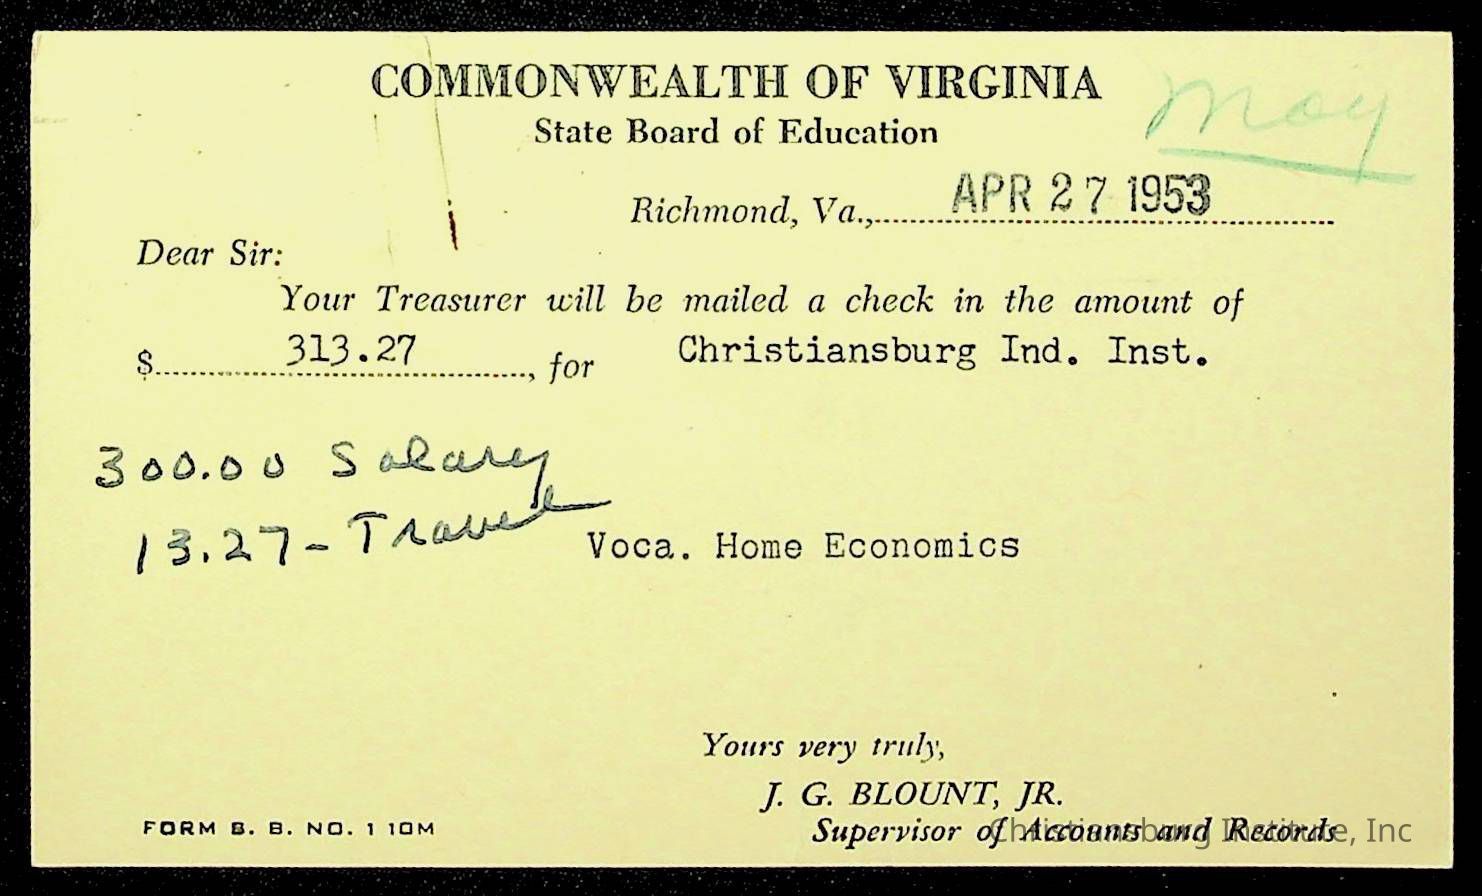 COMMONWEALTH OF VIRGINIA
May
State Board of Education
Richmond, Va., APR 27 1953
Dear Sir:
Your Treasurer will be mailed a check in the amount of
$ 313.27, for Christiansburg Ind. Inst.
300.00 Salary
13.27 - Travel
Voca. Home Economics
Yours very truly,
J. G. BLOUNT, JR.
Supervisor of Accounts and Records
FORM B. B. NO. 1 10M
Christiansburg Institute, Inc